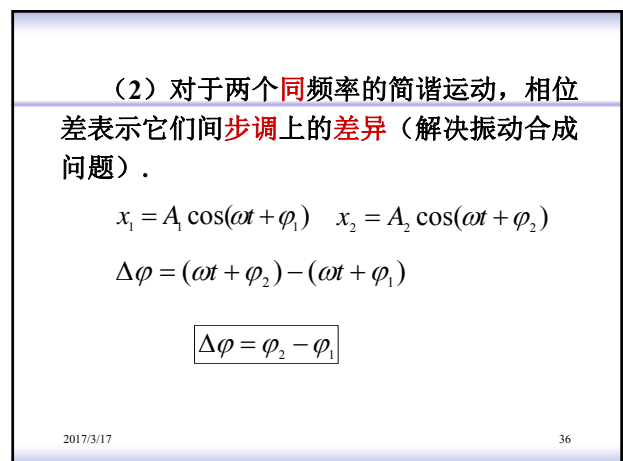 （2）对于两个同频率的简谐运动，相位
差表示它们间步调上的差异（解决振动合成
问题）.
x₁ = A₁ cos(ωt + φ₁)   x₂ = A₂ cos(ωt + φ₂)
Δφ = (ωt + φ₂) − (ωt + φ₁)
Δφ = φ₂ − φ₁
2017/3/17 36